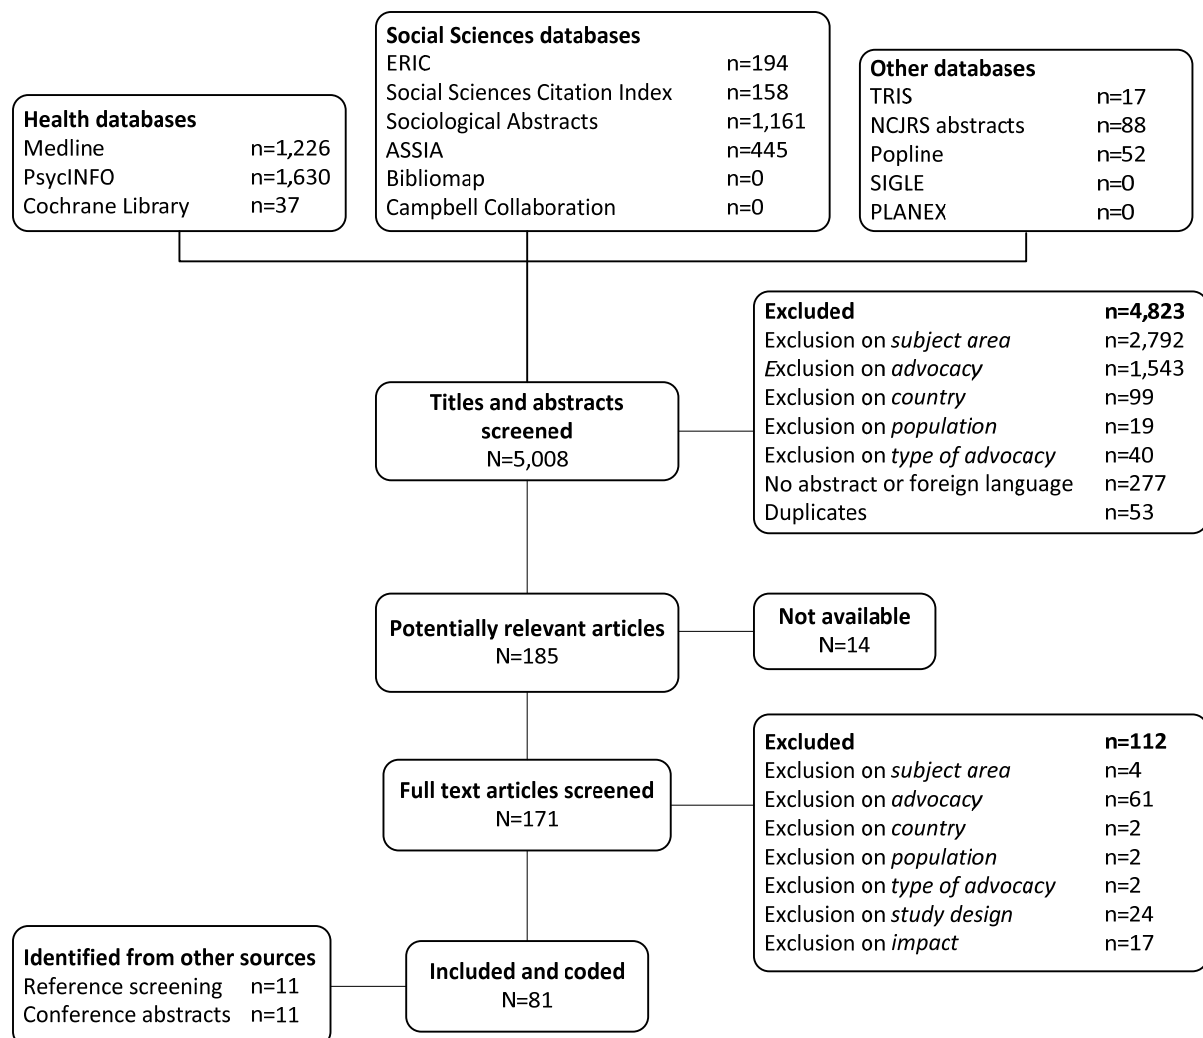 Health databases
Medline n=1,226
PsycINFO n=1,630
Cochrane Library n=37
Social Sciences databases
ERIC n=194
Social Sciences Citation Index n=158
Sociological Abstracts n=1,161
ASSIA n=445
Bibliomap n=0
Campbell Collaboration n=0
Other databases
TRIS n=17
NCJRS abstracts n=88
Popline n=52
SIGLE n=0
PLANEX n=0
Titles and abstracts
screened
N=5,008
Excluded n=4,823
Exclusion on subject area n=2,792
Exclusion on advocacy n=1,543
Exclusion on country n=99
Exclusion on population n=19
Exclusion on type of advocacy n=40
No abstract or foreign language n=277
Duplicates n=53
Potentially relevant articles
N=185
Not available
N=14
Full text articles screened
N=171
Excluded n=112
Exclusion on subject area n=4
Exclusion on advocacy n=61
Exclusion on country n=2
Exclusion on population n=2
Exclusion on type of advocacy n=2
Exclusion on study design n=24
Exclusion on impact n=17
Identified from other sources
Reference screening n=11
Conference abstracts n=11
Included and coded
N=81